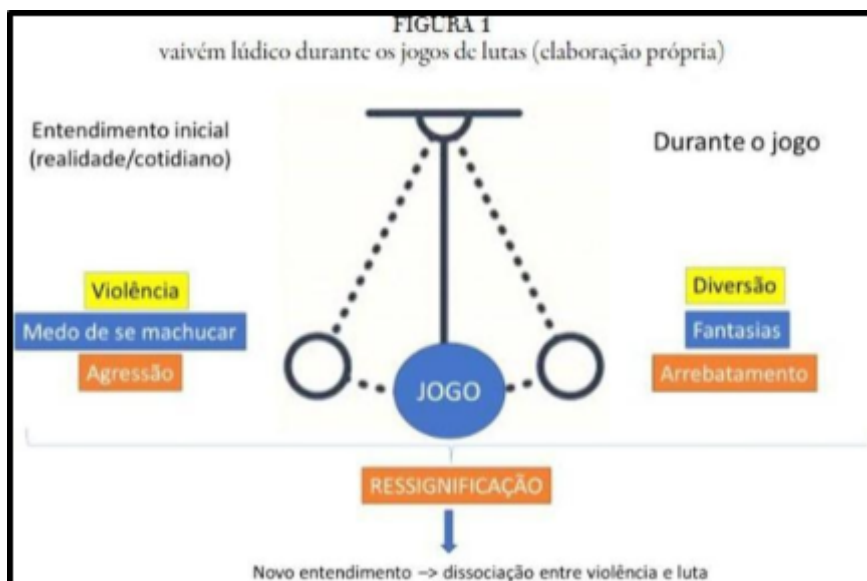 FIGURA 1
vaivém lúdico durante os jogos de lutas (elaboração própria)
Entendimento inicial
(realidade/cotidiano)
Durante o jogo
Violência
Medo de se machucar
Agressão
JOGO
Diversão
Fantasias
Arrebatamento
RESSIGNIFICAÇÃO
Novo entendimento –> dissociação entre violência e luta